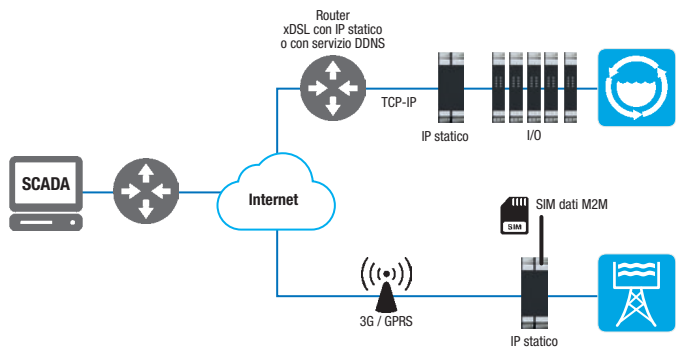 Router
xDSL con IP statico
o con servizio DDNS
TCP-IP
IP statico
I/O
SCADA
Internet
SIM
SIM dati M2M
3G / GPRS
IP statico